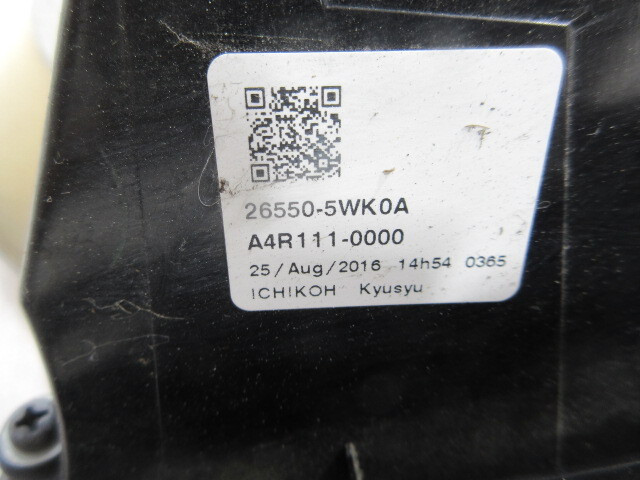 26550-5WK0A
A4R111-0000
25/Aug/2016 14h54 0365
ICHIKOH Kyusyu